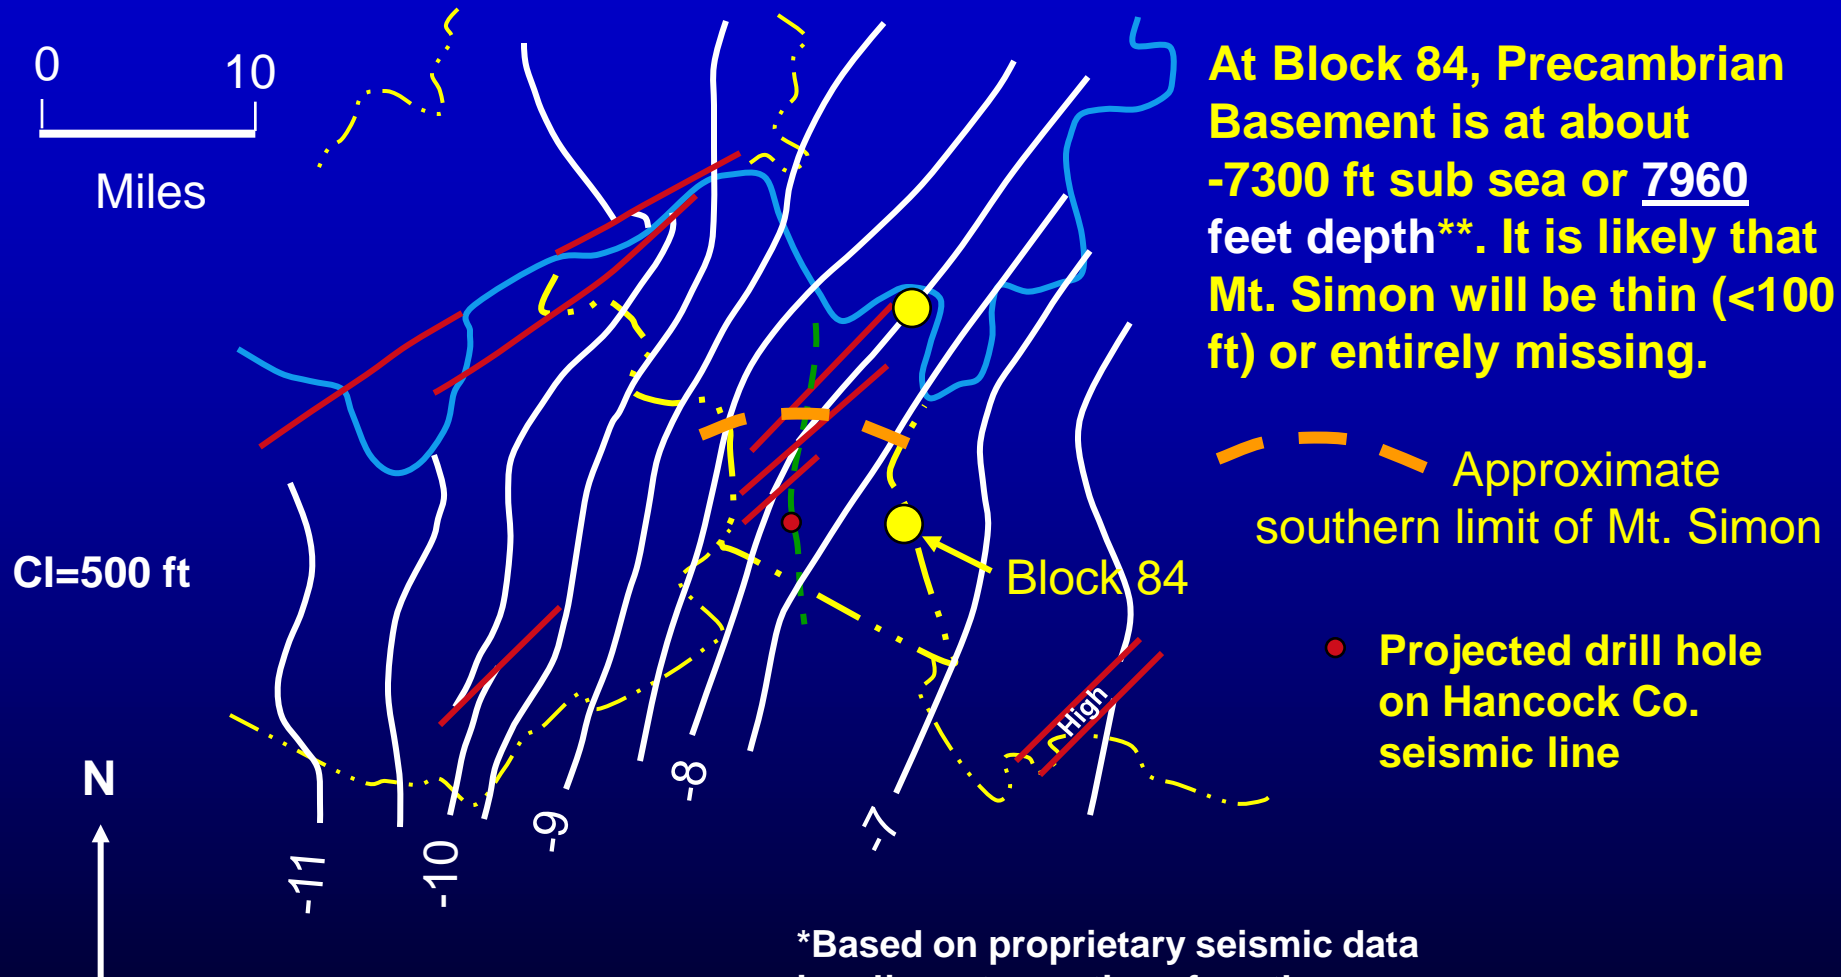 0
10
Miles
At Block 84, Precambrian
Basement is at about
-7300 ft sub sea or 7960
feet depth**. It is likely that
Mt. Simon will be thin (<100
ft) or entirely missing.
Approximate
southern limit of Mt. Simon
CI=500 ft
Block 84
Projected drill hole
on Hancock Co.
seismic line
High
N
-11
-10
-9
-8
-7
*Based on proprietary seismic data